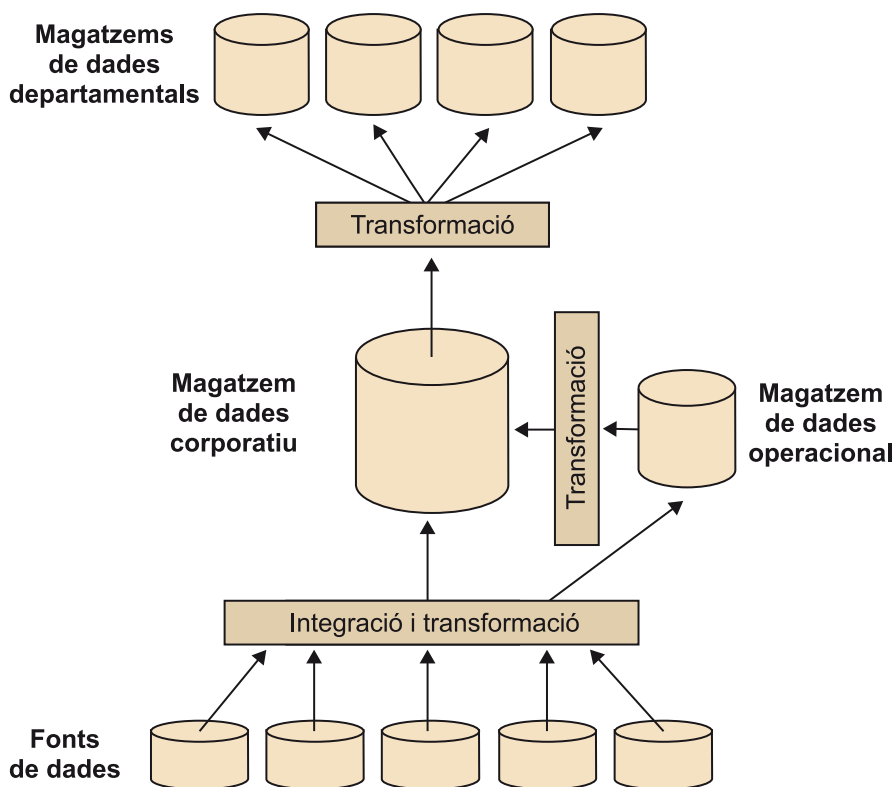 Magatzems
de dades
departamentals
Transformació
Magatzem
de dades
corporatiu
Transformació
Magatzem
de dades
operacional
Integració i transformació
Fonts
de dades